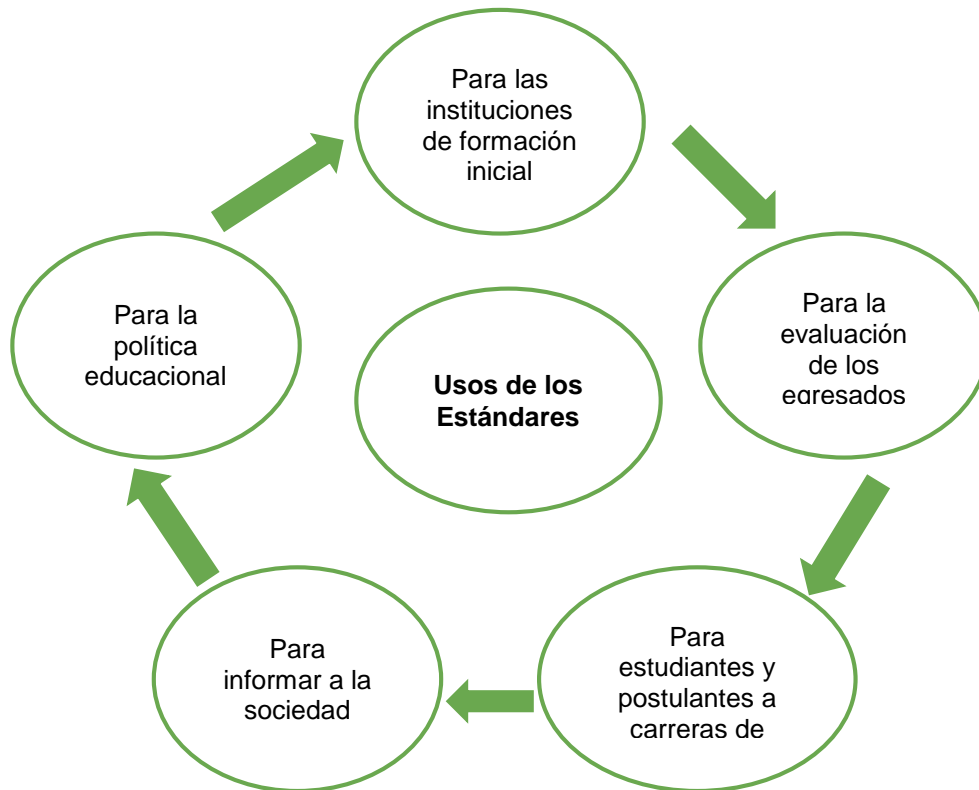 Para las
instituciones
de formación
inicial
Para la
evaluación
de los
egresados
Para
estudiantes y
postulantes a
carreras de
Para
informar a la
sociedad
Para la
política
educacional
Usos de los
Estándares